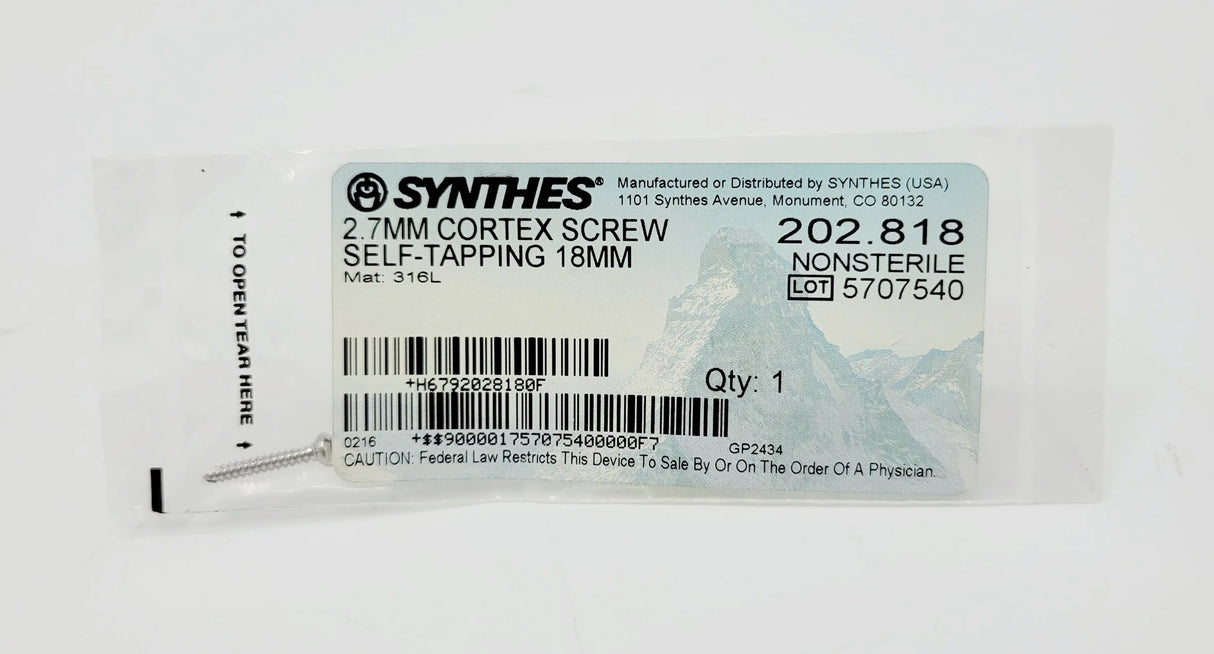 TO OPEN TEAR HERE
SYNTHES®
Manufactured or Distributed by SYNTHES (USA)
1101 Synthes Avenue, Monument, CO 80132
2.7MM CORTEX SCREW
SELF-TAPPING 18MM
Mat: 316L
202.818
NONSTERILE
LOT 5707540
+H6792028180F
Qty: 1
0216 +$$90000175707540​0000F7 GP2434
CAUTION: Federal Law Restricts This Device To Sale By Or On The Order Of A Physician.